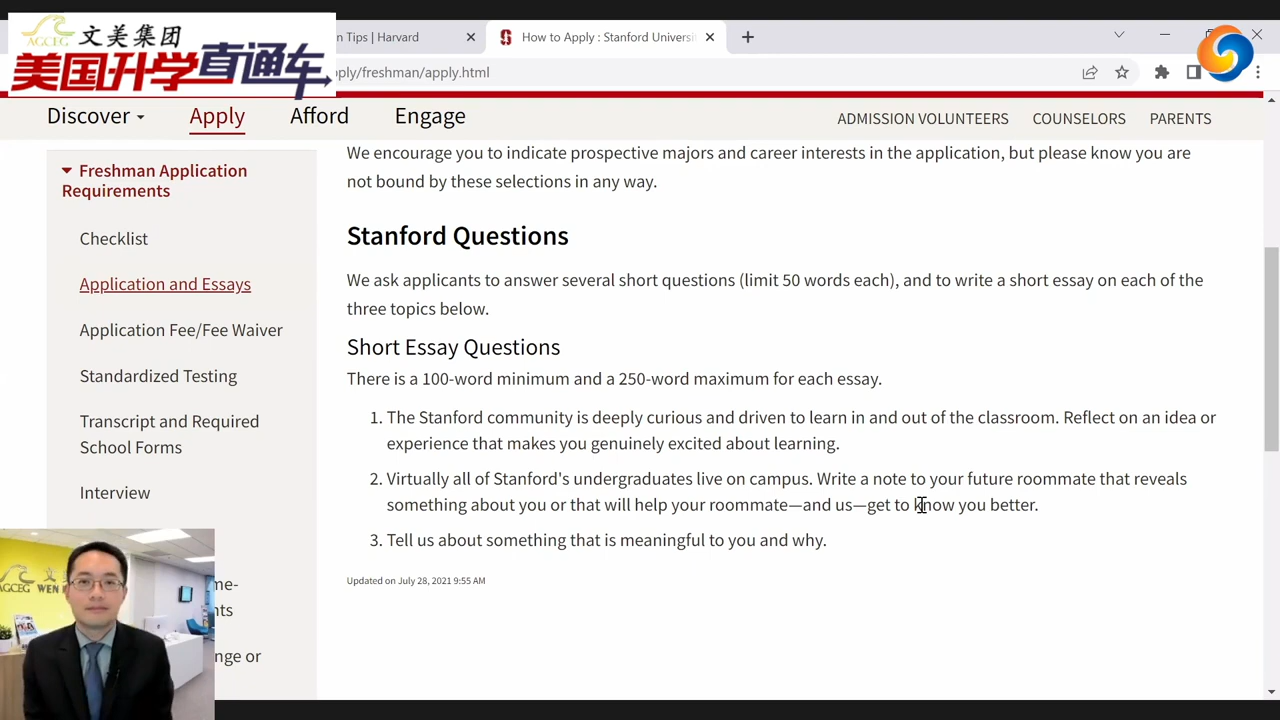 AGCEG 文美集团
美国升学直通车
n Tips | Harvard
How to Apply : Stanford Universi
ply/freshman/apply.html
Discover
Apply
Afford
Engage
ADMISSION VOLUNTEERS
COUNSELORS
PARENTS
Freshman Application
Requirements
Checklist
Application and Essays
Application Fee/Fee Waiver
Standardized Testing
Transcript and Required
School Forms
Interview
me-
nts
nge or
We encourage you to indicate prospective majors and career interests in the application, but please know you are
not bound by these selections in any way.
Stanford Questions
We ask applicants to answer several short questions (limit 50 words each), and to write a short essay on each of the
three topics below.
Short Essay Questions
There is a 100-word minimum and a 250-word maximum for each essay.
1. The Stanford community is deeply curious and driven to learn in and out of the classroom. Reflect on an idea or
experience that makes you genuinely excited about learning.
2. Virtually all of Stanford's undergraduates live on campus. Write a note to your future roommate that reveals
something about you or that will help your roommate—and us—get to know you better.
3. Tell us about something that is meaningful to you and why.
Updated on July 28, 2021 9:55 AM
AGCEG WEN